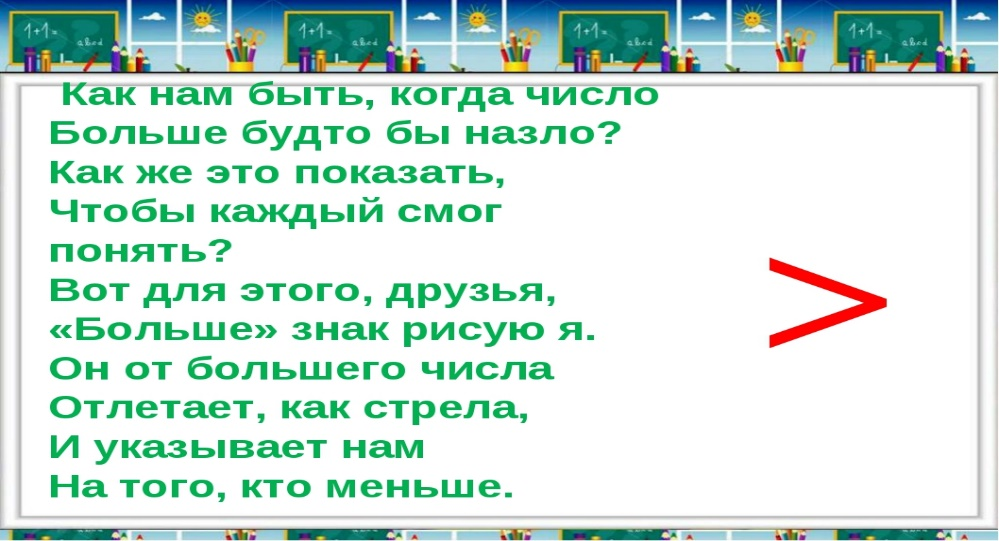 1+1= abcd 1+1= abcd 1+1= abcd 1+1= abcd
Как нам быть, когда число
Больше будто бы назло?
Как же это показать,
Чтобы каждый смог
понять?
Вот для этого, друзья,
«Больше» знак рисую я.
Он от большего числа
Отлетает, как стрела,
И указывает нам
На того, кто меньше.
>